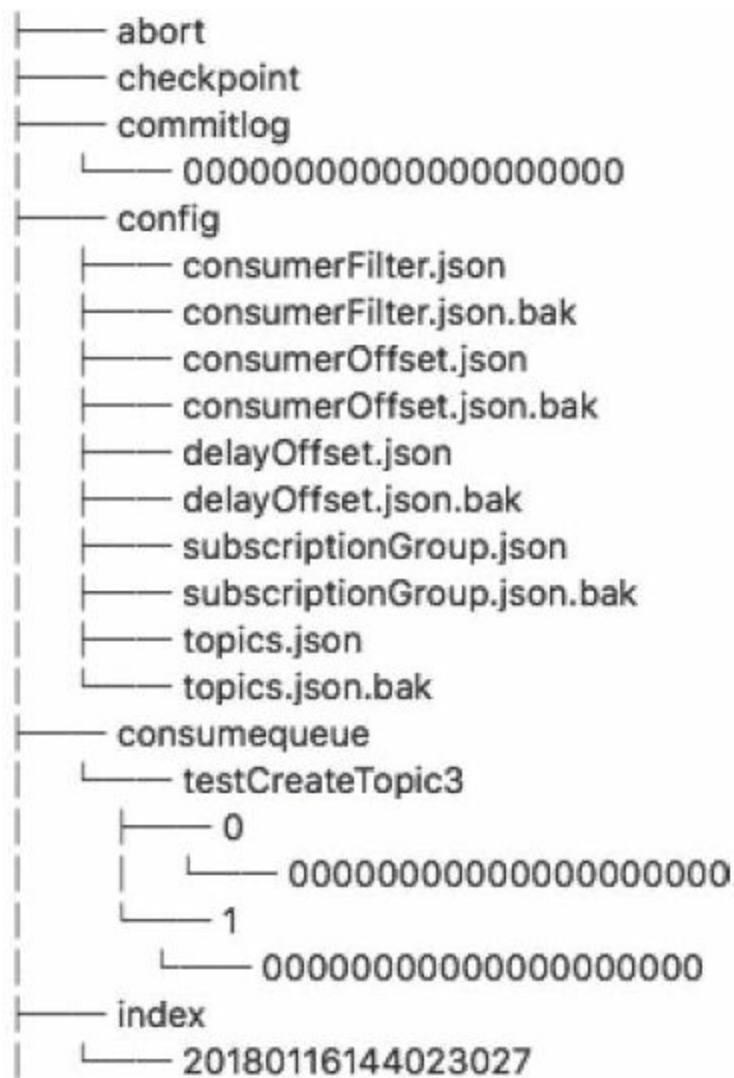 abort
checkpoint
commitlog
00000000000000000000
config
consumerFilter.json
consumerFilter.json.bak
consumerOffset.json
consumerOffset.json.bak
delayOffset.json
delayOffset.json.bak
subscriptionGroup.json
subscriptionGroup.json.bak
topics.json
topics.json.bak
consumequeue
testCreateTopic3
0
00000000000000000000
1
00000000000000000000
index
20180116144023027